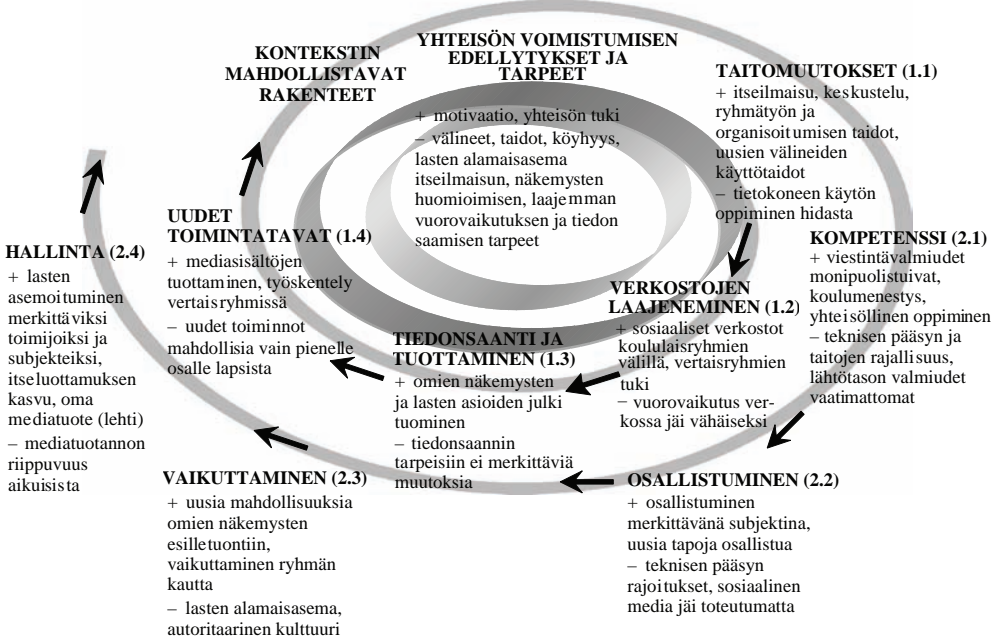 KONTEKSTIN
MAHDOLLISTAVAT
RAKENTEET
YHTEISÖN VOIMISTUMISEN
EDELLYTYKSET JA
TARPEET
+ motivaatio, yhteisön tuki
– välineet, taidot, köyhyys,
lasten alamaisasema
itseilmaisun, näkemysten
huomioimisen, laajemman
vuorovaikutuksen ja tiedon
saamisen tarpeet
TAITOMUUTOKSET (1.1)
+ itseilmaisu, keskustelu,
ryhmätyön ja
organisoitumisen taidot,
uusien välineiden
käyttötaidot
– tietokoneen käytön
oppiminen hidasta
VERKOSTOJEN
LAAJENEMINEN (1.2)
+ sosiaaliset verkostot
koululaisryhmien
välillä, vertaisryhmien
tuki
– vuorovaikutus ver-
kossa jäi vähäiseksi
TIEDONSAANTI JA
TUOTTAMINEN (1.3)
+ omien näkemysten
ja lasten asioiden julki
tuominen
– tiedonsaannin
tarpeisiin ei merkittäviä
muutoksia
UUDET
TOIMINTATAVAT (1.4)
+ mediasisältöjen
tuottaminen, työskentely
vertaisryhmissä
– uudet toiminnot
mahdollisia vain pienelle
osalle lapsista
KOMPETENSSI (2.1)
+ viestintävalmiudet
monipuolistuivat,
koulumenestys,
yhteisöllinen oppiminen
– teknisen pääsyn ja
taitojen rajallisuus,
lähtötason valmiudet
vaatimattomat
OSALLISTUMINEN (2.2)
+ osallistuminen
merkittävänä subjektina,
uusia tapoja osallistua
– teknisen pääsyn
rajoitukset, sosiaalinen
media jäi toteutumatta
VAIKUTTAMINEN (2.3)
+ uusia mahdollisuuksia
omien näkemysten
esilletuontiin,
vaikuttaminen ryhmän
kautta
– lasten alamaisasema,
autoritaarinen kulttuuri
HALLINTA (2.4)
+ lasten
asemoituminen
merkittäviksi
toimijoiksi ja
subjekteiksi,
itseluottamuksen
kasvu, oma
mediatuote (lehti)
– mediatuotannon
riippuvuus
aikuisista